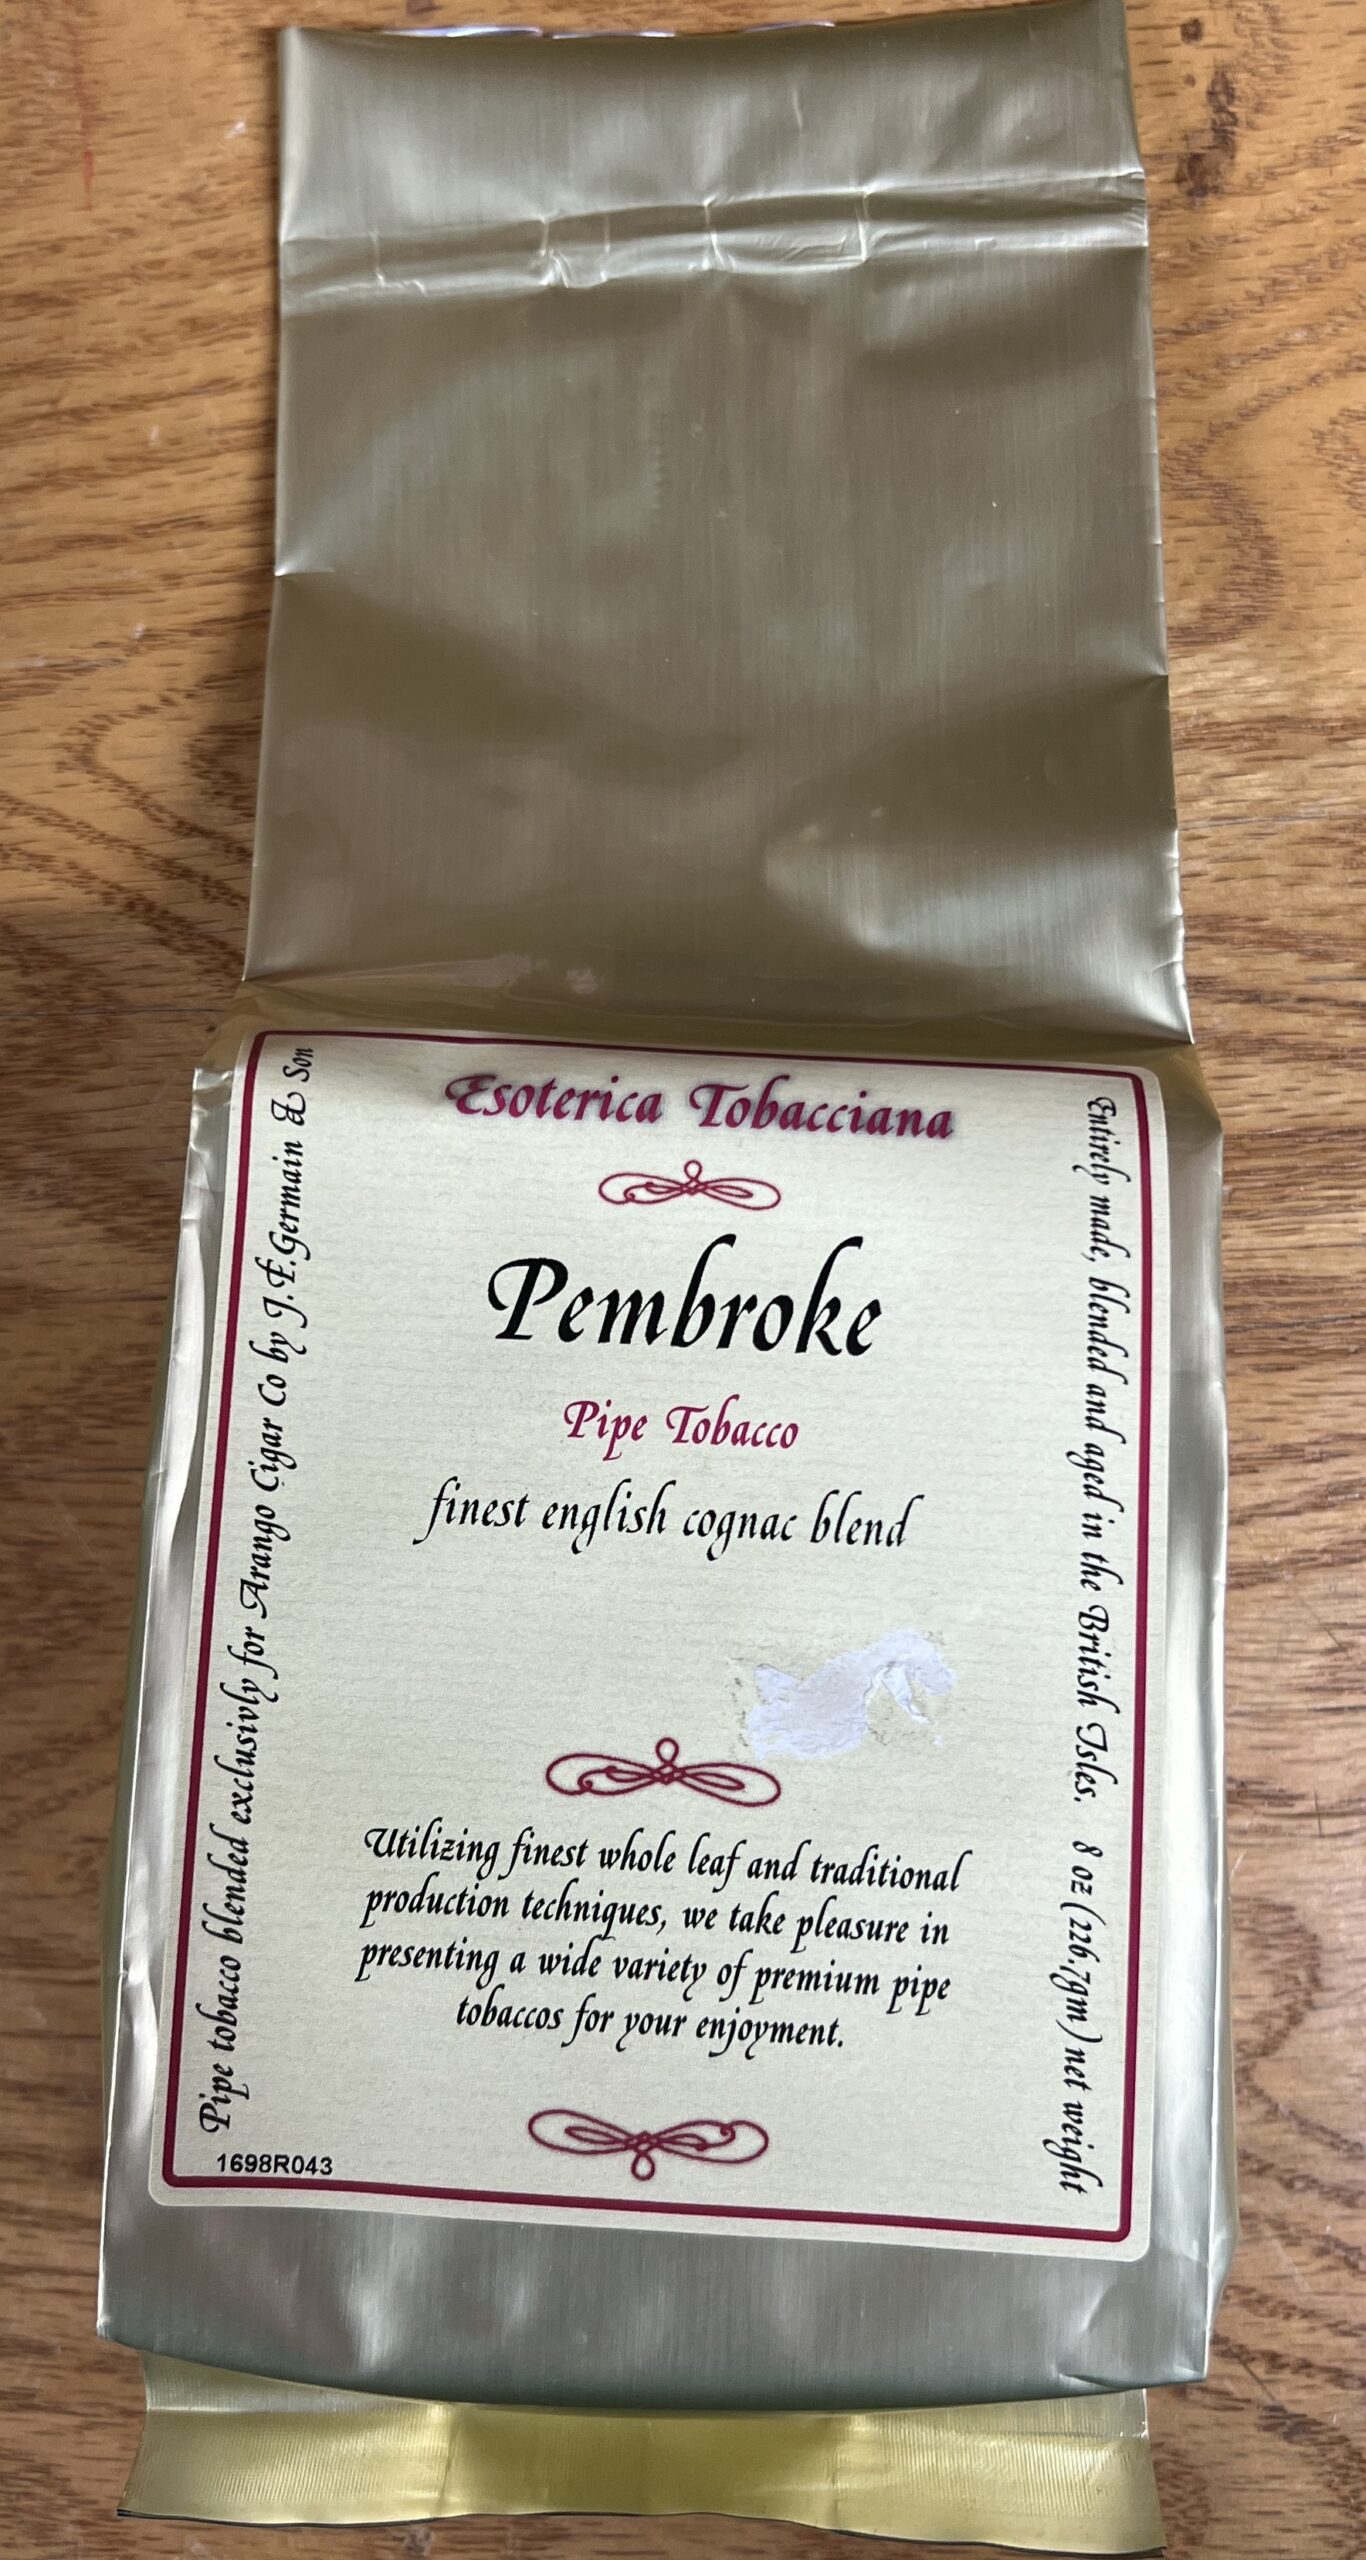 Esoterica Tobacciana
Pembroke
Pipe Tobacco
finest english cognac blend
Utilizing finest whole leaf and traditional
production techniques, we take pleasure in
presenting a wide variety of premium pipe
tobaccos for your enjoyment.
Pipe tobacco blended exclusivly for Arango Cigar Co by J.F.Germain & Son
Entirely made, blended and aged in the British Isles. 8 oz (226.7gm) net weight
1698R043